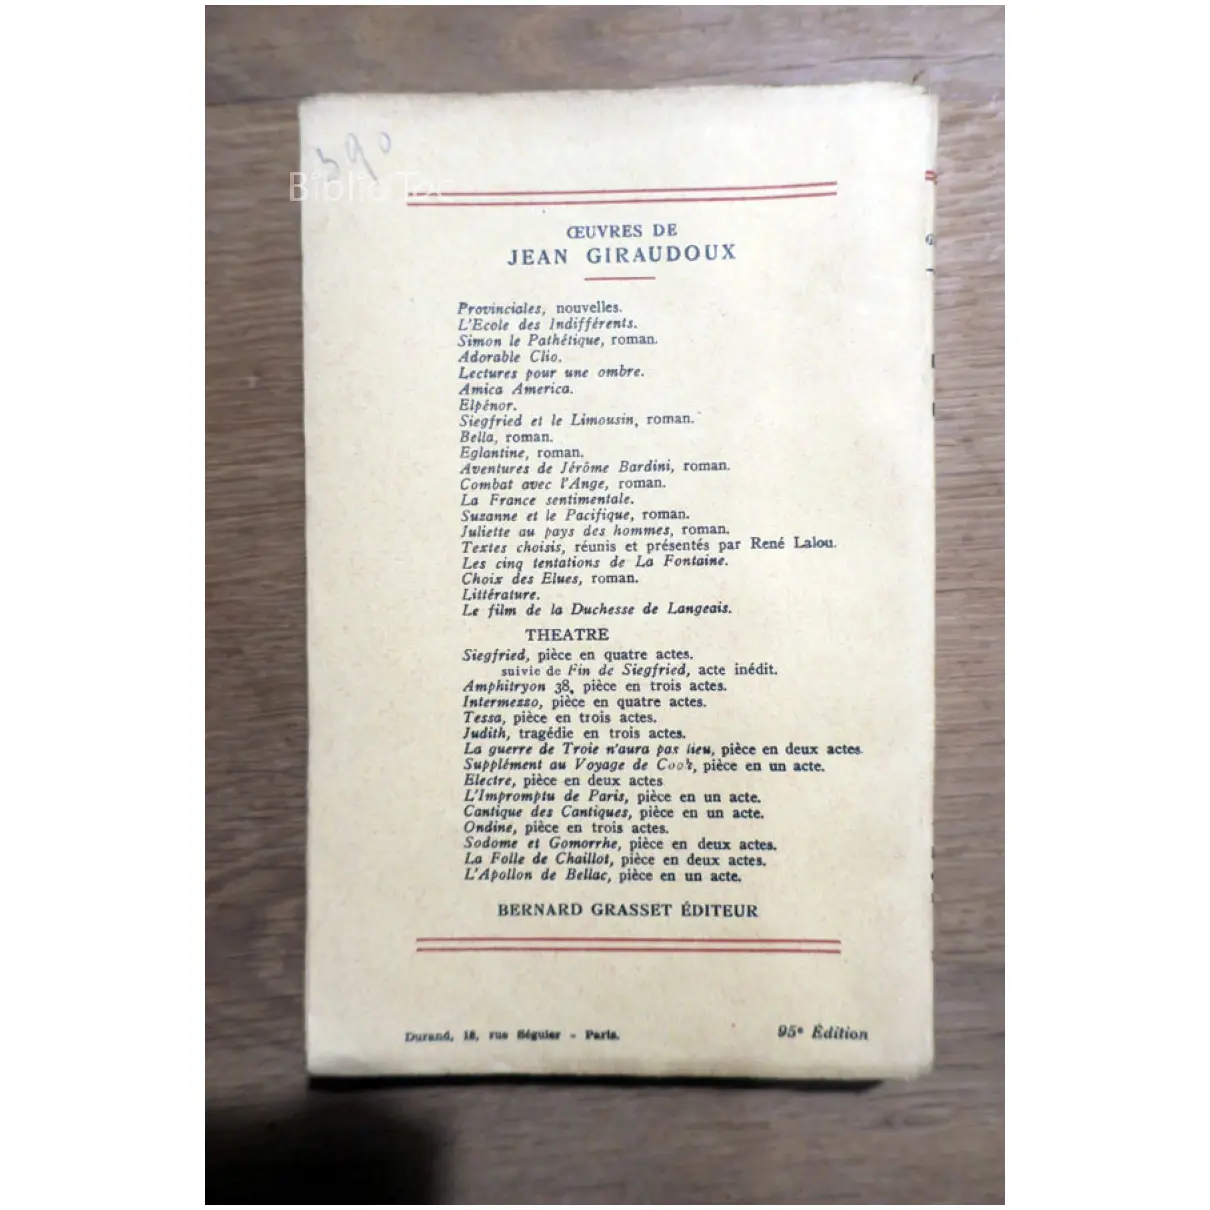 390
Biblio'Toc
ŒUVRES DE
JEAN GIRAUDOUX
Provinciales, nouvelles.
L'Ecole des Indifférents.
Simon le Pathétique, roman.
Adorable Clio.
Lectures pour une ombre.
Amica America.
Elpénor.
Siegfried et le Limousin, roman.
Bella, roman.
Eglantine, roman.
Aventures de Jérôme Bardini, roman.
Combat avec l'Ange, roman.
La France sentimentale.
Suzanne et le Pacifique, roman.
Juliette au pays des hommes, roman.
Textes choisis, réunis et présentés par René Lalou.
Les cinq tentations de La Fontaine.
Choix des Elues, roman.
Littérature.
Le film de la Duchesse de Langeais.
THEATRE
Siegfried, pièce en quatre actes.
suivie de Fin de Siegfried, acte inédit.
Amphitryon 38, pièce en trois actes.
Intermezzo, pièce en quatre actes.
Tessa, pièce en trois actes.
Judith, tragédie en trois actes.
La guerre de Troie n'aura pas lieu, pièce en deux actes.
Supplément au Voyage de Cook, pièce en un acte.
Electre, pièce en deux actes
L'Impromptu de Paris, pièce en un acte.
Cantique des Cantiques, pièce en un acte.
Ondine, pièce en trois actes.
Sodome et Gomorrhe, pièce en deux actes.
La Folle de Chaillot, pièce en deux actes.
L'Apollon de Bellac, pièce en un acte.
BERNARD GRASSET ÉDITEUR
Durand, 18, rue Séguier - Paris.
95e Édition